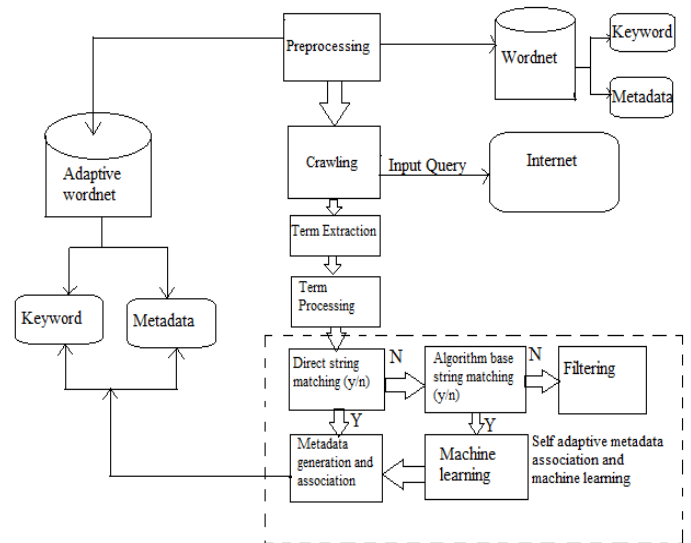 Preprocessing
Wordnet
Keyword
Metadata
Adaptive
wordnet
Crawling
Input Query
Internet
Term Extraction
Term
Processing
Keyword
Metadata
Direct string
matching (y/n)
N
Algorithm base
string matching
(y/n)
N
Filtering
Y
Y
Metadata
generation and
association
Machine
learning
Self adaptive metadata
association and
machine learning